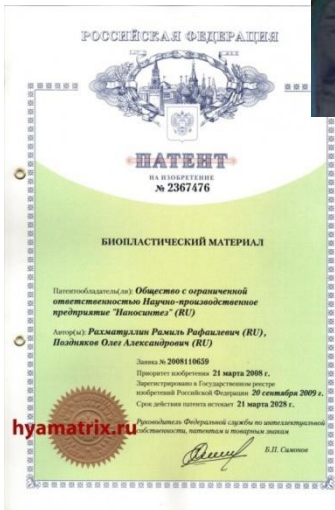 РОССИЙСКАЯ ФЕДЕРАЦИЯ
ПАТЕНТ
НА ИЗОБРЕТЕНИЕ
№ 2367476
БИОПЛАСТИЧЕСКИЙ МАТЕРИАЛ
Патентообладатель(ли): Общество с ограниченной
ответственностью Научно-производственное
предприятие "Наносинтез" (RU)
Автор(ы): Рахматуллин Рамиль Рафаилевич (RU),
Поздняков Олег Александрович (RU)
Заявка № 2008110659
Приоритет изобретения 21 марта 2008 г.
Зарегистрировано в Государственном реестре
изобретений Российской Федерации 20 сентября 2009 г.
Срок действия патента истекает 21 марта 2028 г.
Руководитель Федеральной службы по интеллектуальной
собственности, патентам и товарным знакам
Б.П. Симонов
hyamatrix.ru